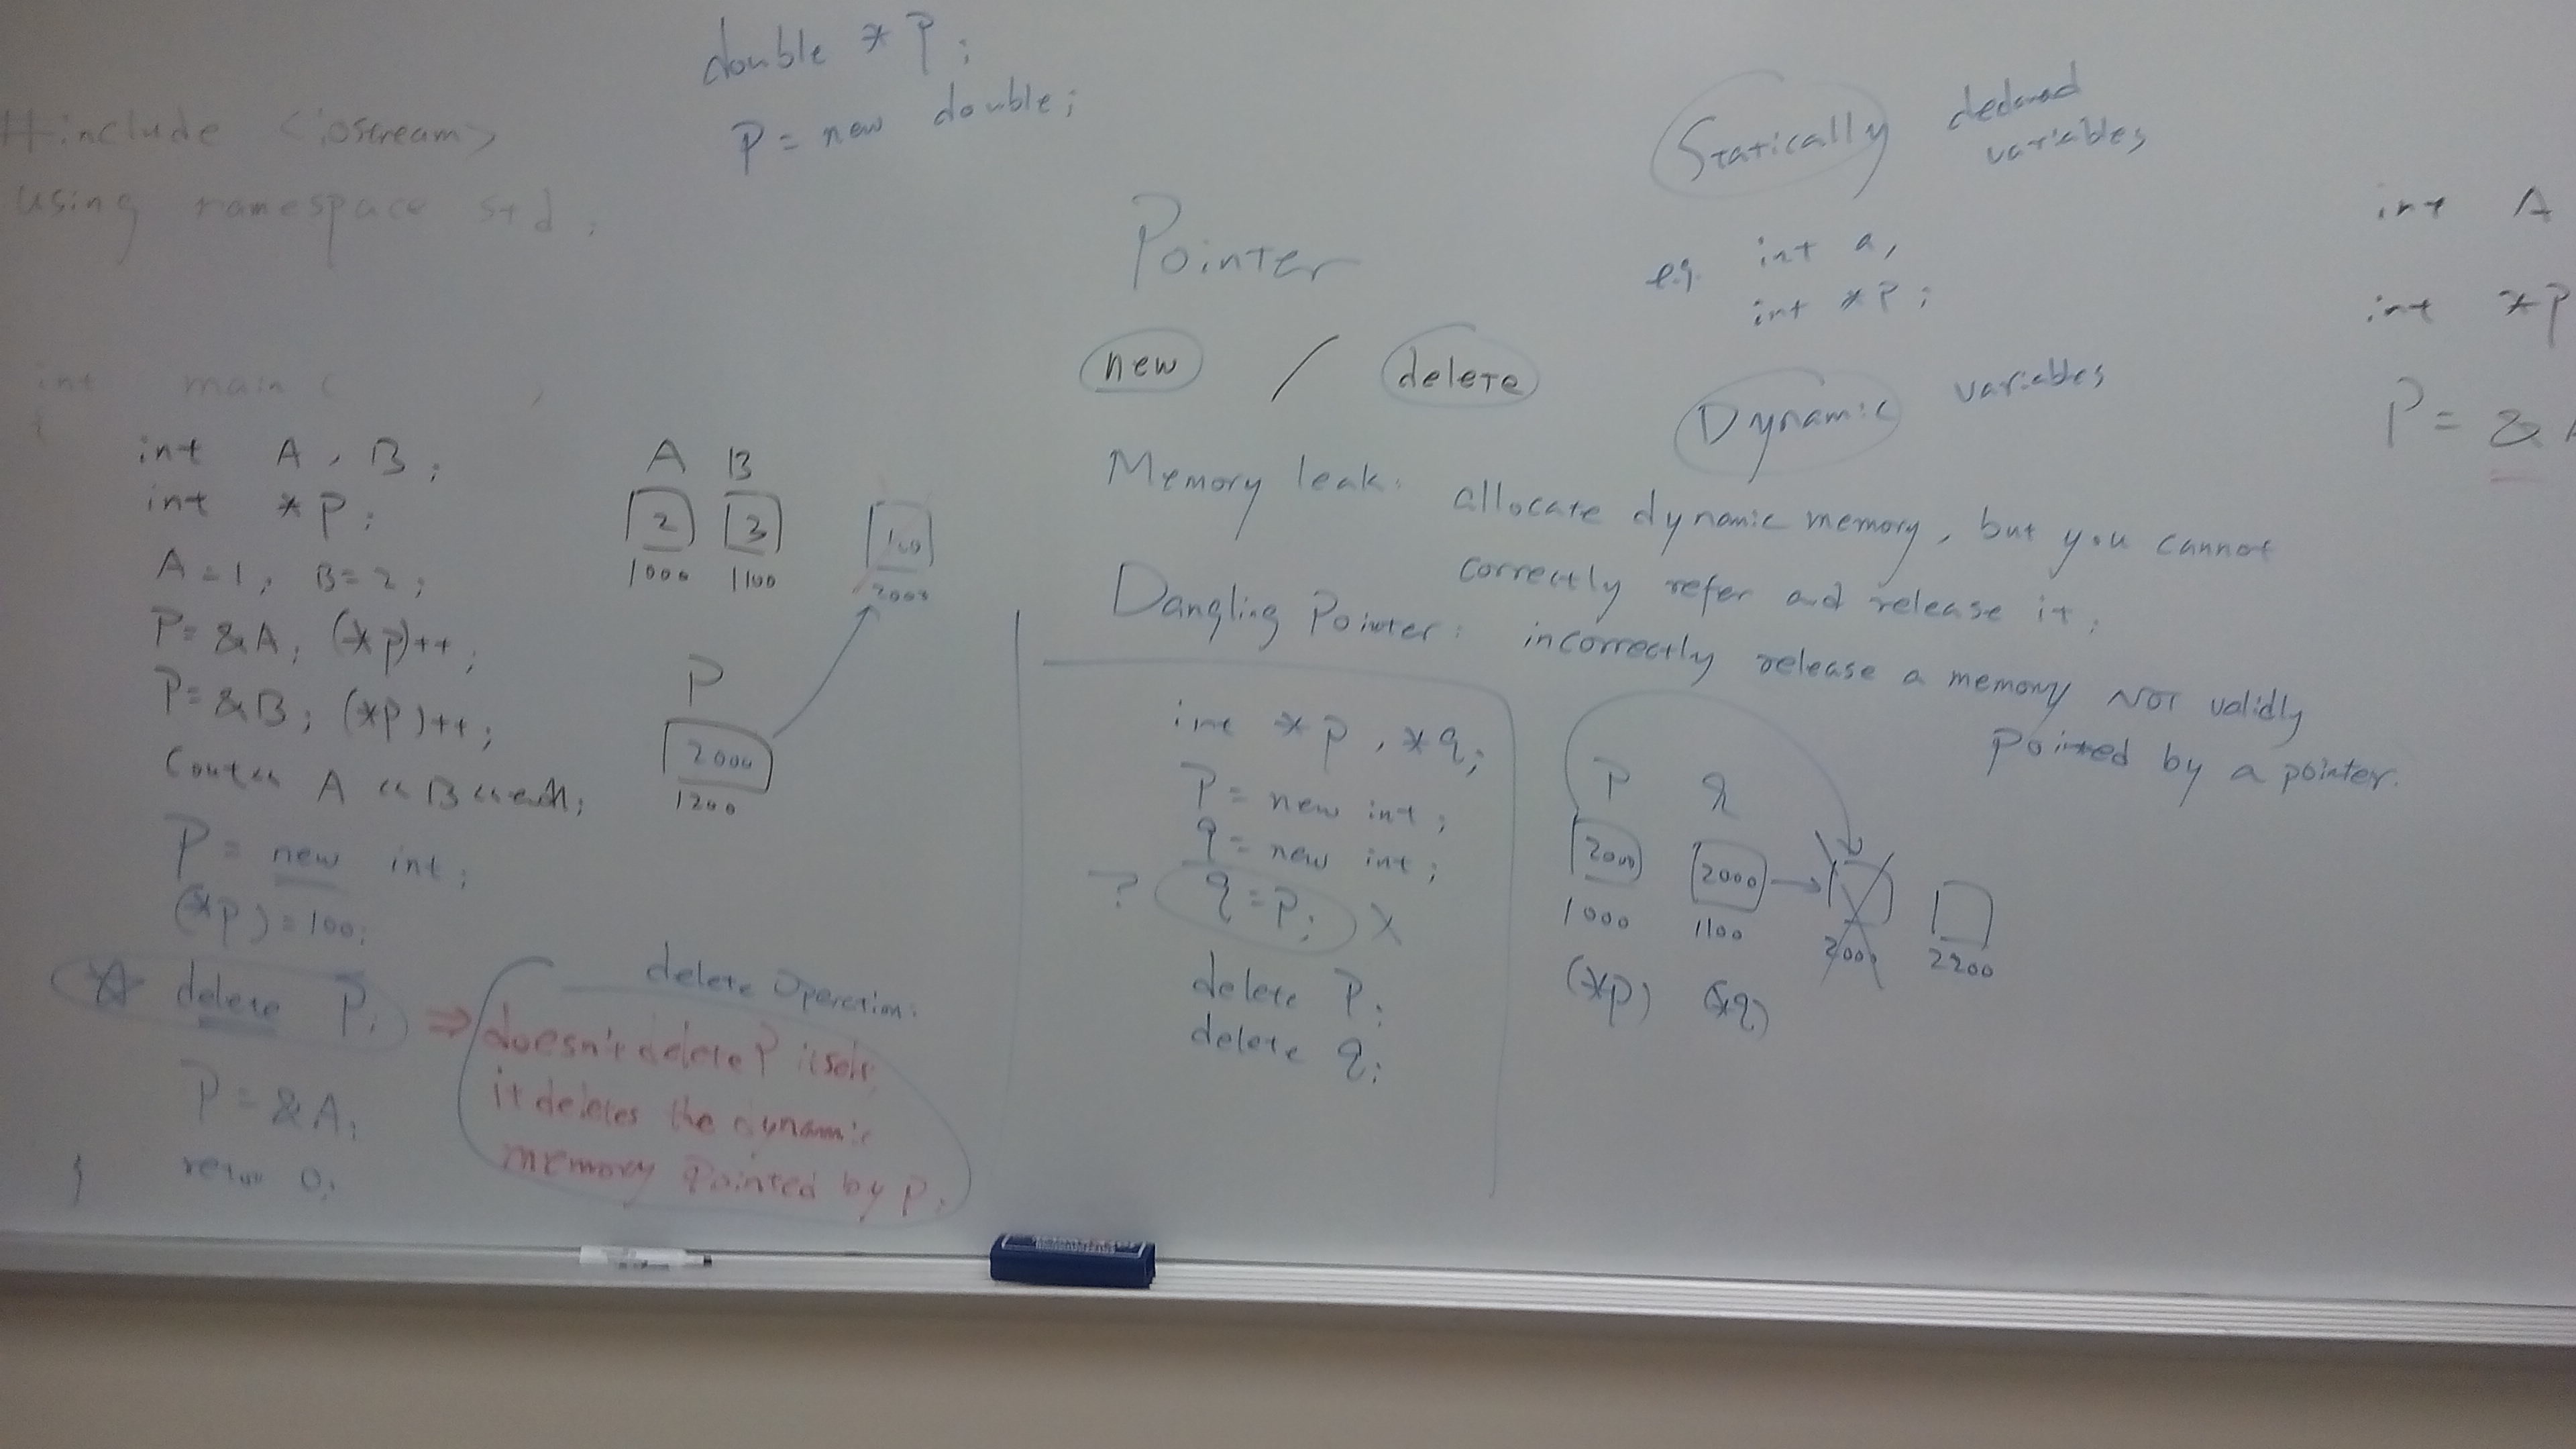 double *P;
P = new double;
#include <iostream>
using namespace std;
int main (        )
{
int A, B;
int *P;
A=1, B=2;
P=&A; (*p)++;
P=&B; (*p)++;
cout<< A << B <<endl;
P = new int;
(*p)=100;
☆ delete P;
P = &A;
return 0;
}
A B
2 3
1000 1100
100
2000
P
2000
1200
⇒ delete Operation:
doesn't delete P itself,
it deletes the dynamic
memory pointed by P.
Pointer
new / delete
Statically declared
variables
e.g. int a,
int *P;
Dynamic variables
Memory leak: allocate dynamic memory, but you cannot
correctly refer and release it.
Dangling Pointer: incorrectly release a memory NOT validly
pointed by a pointer.
int *p, *q;
P = new int;
q = new int;
? q = P; X
delete P;
delete q;
P q
2000 2000
1000 1100 2000 2200
(*p) (*q)
int A
int *P
P = &A